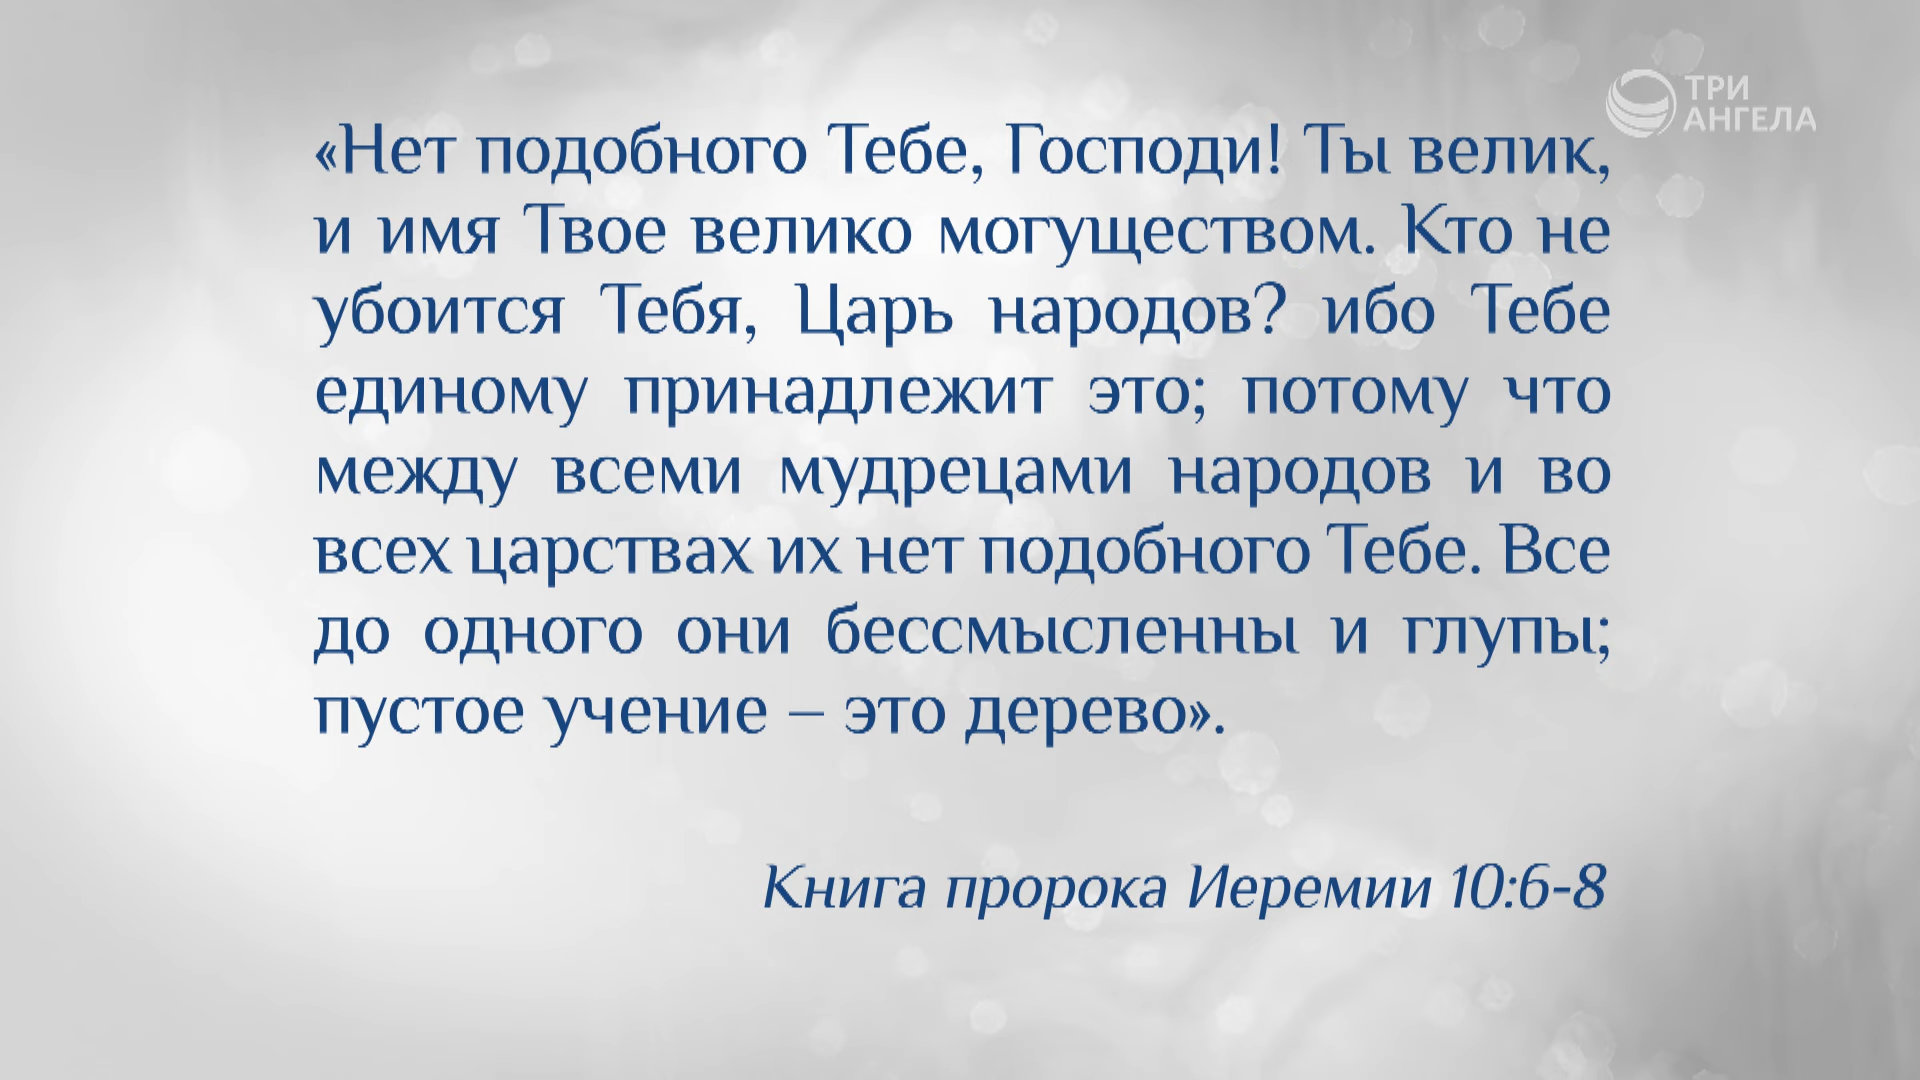 ТРИ
АНГЕЛА
«Нет подобного Тебе, Господи! Ты велик,
и имя Твое велико могуществом. Кто не
убоится Тебя, Царь народов? ибо Тебе
единому принадлежит это; потому что
между всеми мудрецами народов и во
всех царствах их нет подобного Тебе. Все
до одного они бессмысленны и глупы;
пустое учение – это дерево».
Книга пророка Иеремии 10:6-8